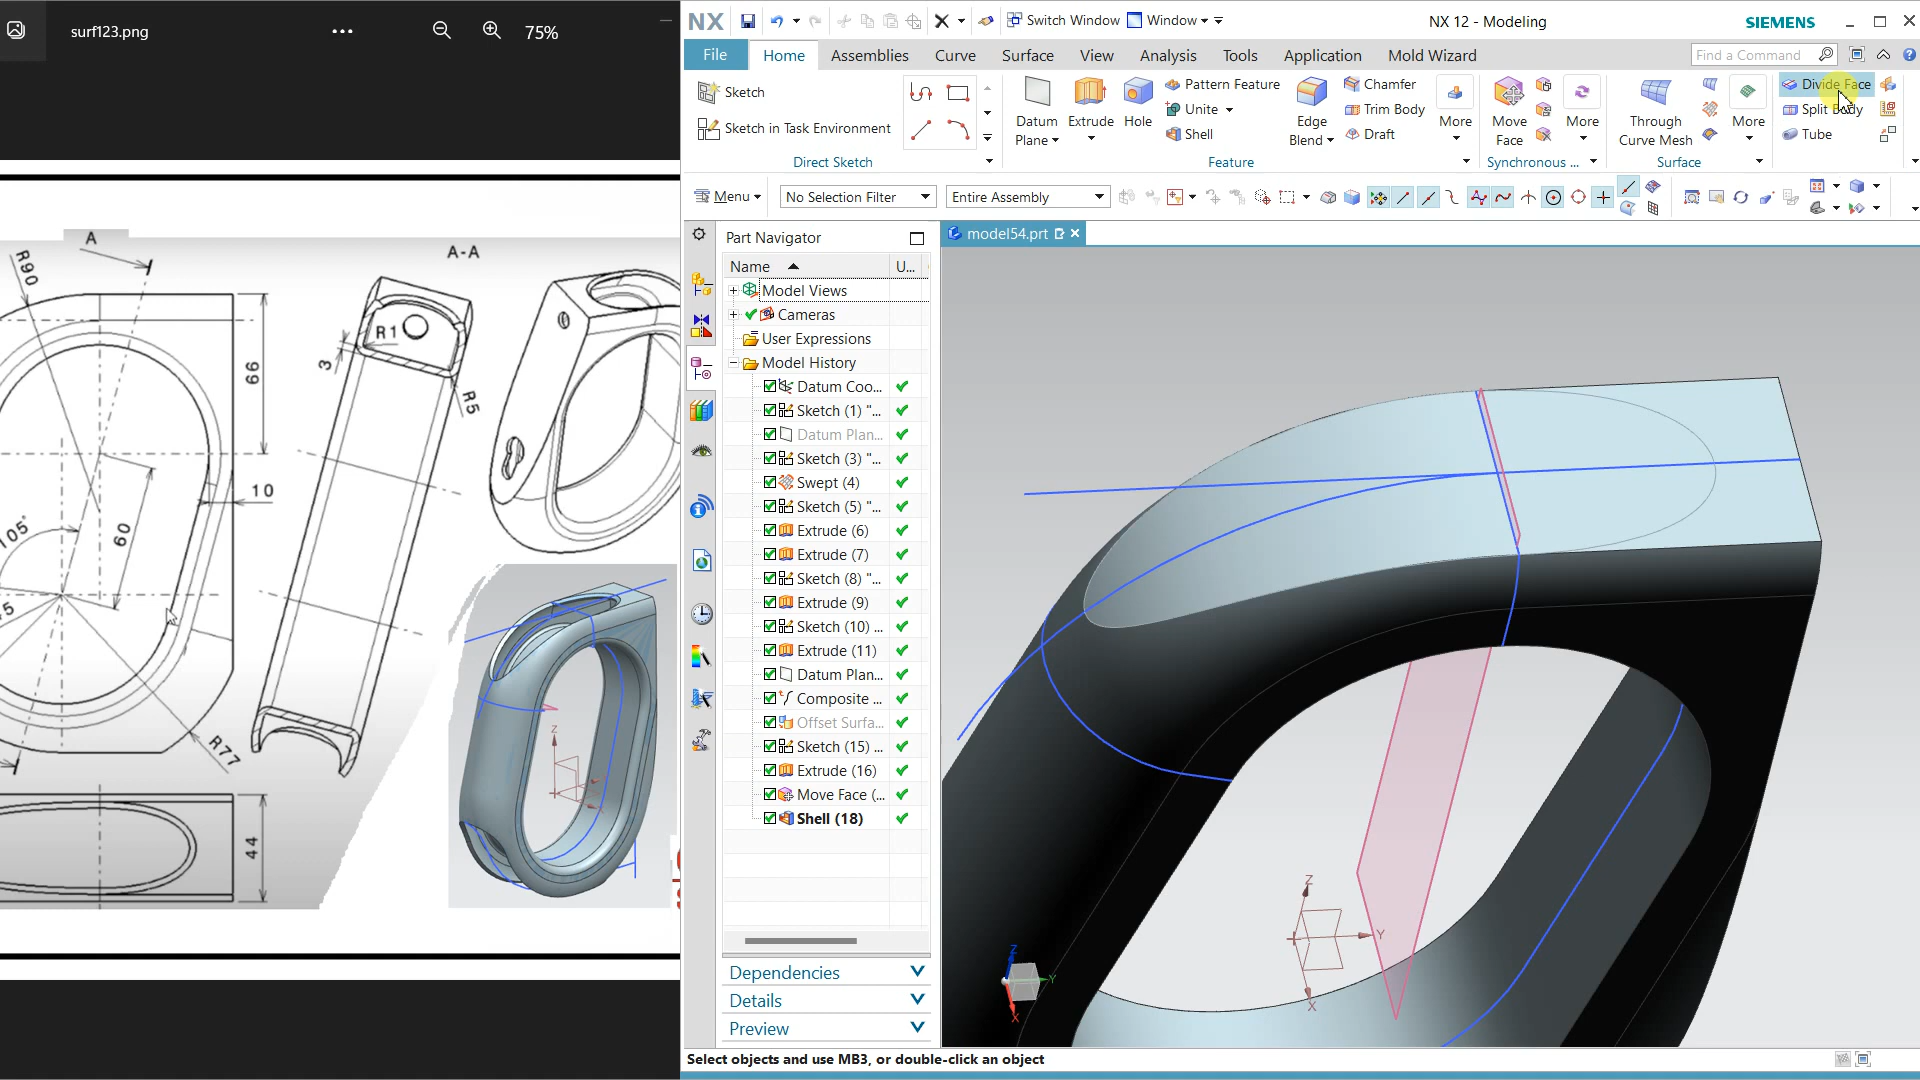 surf123.png
75%
A
A-A
R90
R1
3
66
R5
10
60
105°
R77
44
NX
Switch Window
Window
NX 12 - Modeling
SIEMENS
File
Home
Assemblies
Curve
Surface
View
Analysis
Tools
Application
Mold Wizard
Find a Command
Sketch
Sketch in Task Environment
Direct Sketch
Datum Plane
Extrude
Hole
Pattern Feature
Unite
Shell
Edge Blend
Chamfer
Trim Body
Draft
More
Feature
Move Face
More
Synchronous ...
Through Curve Mesh
More
Surface
Divide Face
Split Body
Tube
Menu
No Selection Filter
Entire Assembly
Part Navigator
model54.prt
Name
U...
Model Views
Cameras
User Expressions
Model History
Datum Coo...
Sketch (1) "...
Datum Plan...
Sketch (3) "...
Swept (4)
Sketch (5) "...
Extrude (6)
Extrude (7)
Sketch (8) "...
Extrude (9)
Sketch (10) ...
Extrude (11)
Datum Plan...
Composite ...
Offset Surfa...
Sketch (15) ...
Extrude (16)
Move Face (...
Shell (18)
Dependencies
Details
Preview
Z
Y
X
Z
Y
X
Z
Select objects and use MB3, or double-click an object